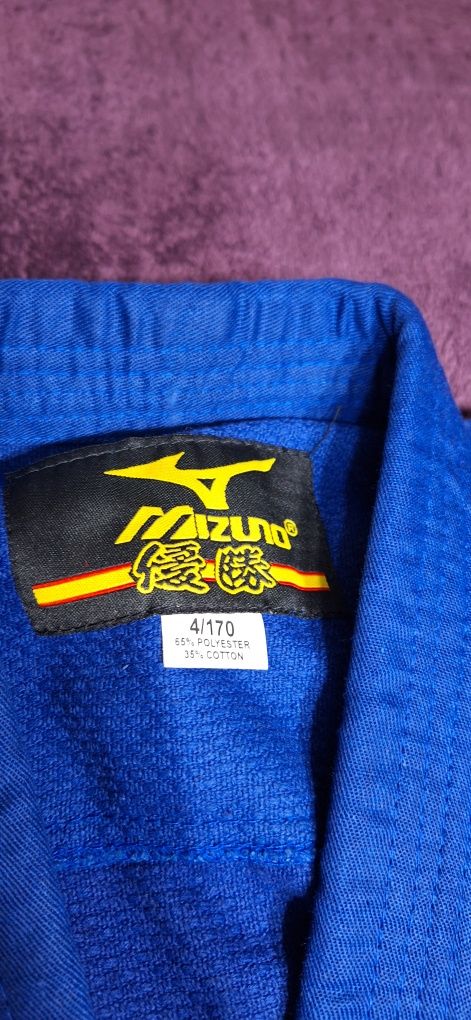 Mizuno®
優勝
4/170
65% POLYESTER
35% COTTON